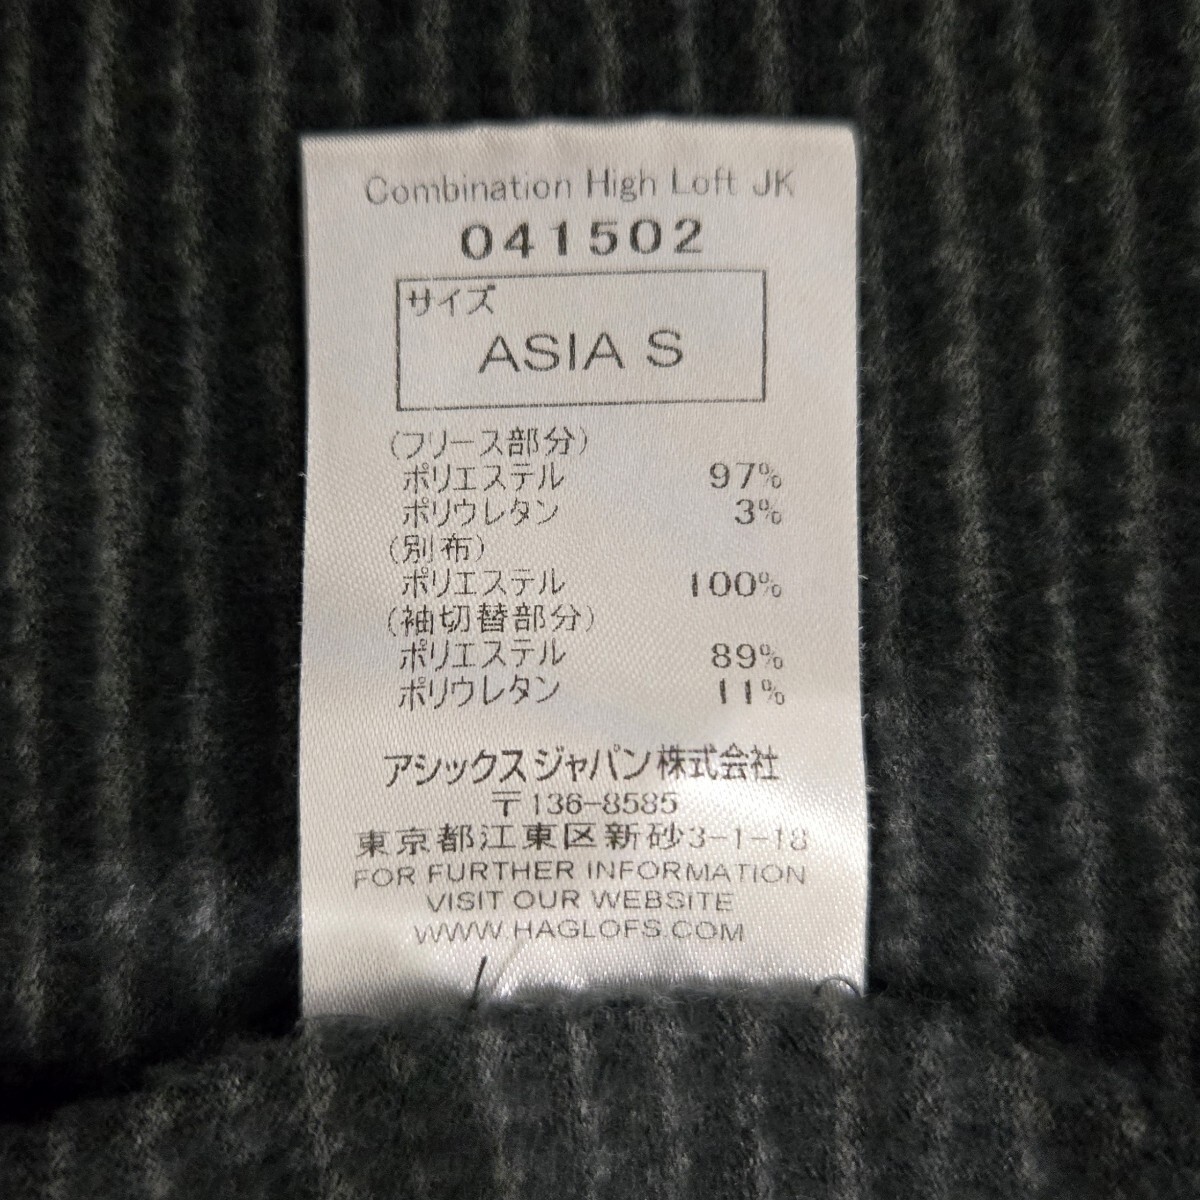 Combination High Loft JK
041502
サイズ
ASIA S
(フリース部分)
ポリエステル 97%
ポリウレタン 3%
(別布)
ポリエステル 100%
(袖切替部分)
ポリエステル 89%
ポリウレタン 11%
アシックスジャパン株式会社
〒136-8585
東京都江東区新砂3-1-18
FOR FURTHER INFORMATION
VISIT OUR WEBSITE
WWW.HAGLOFS.COM